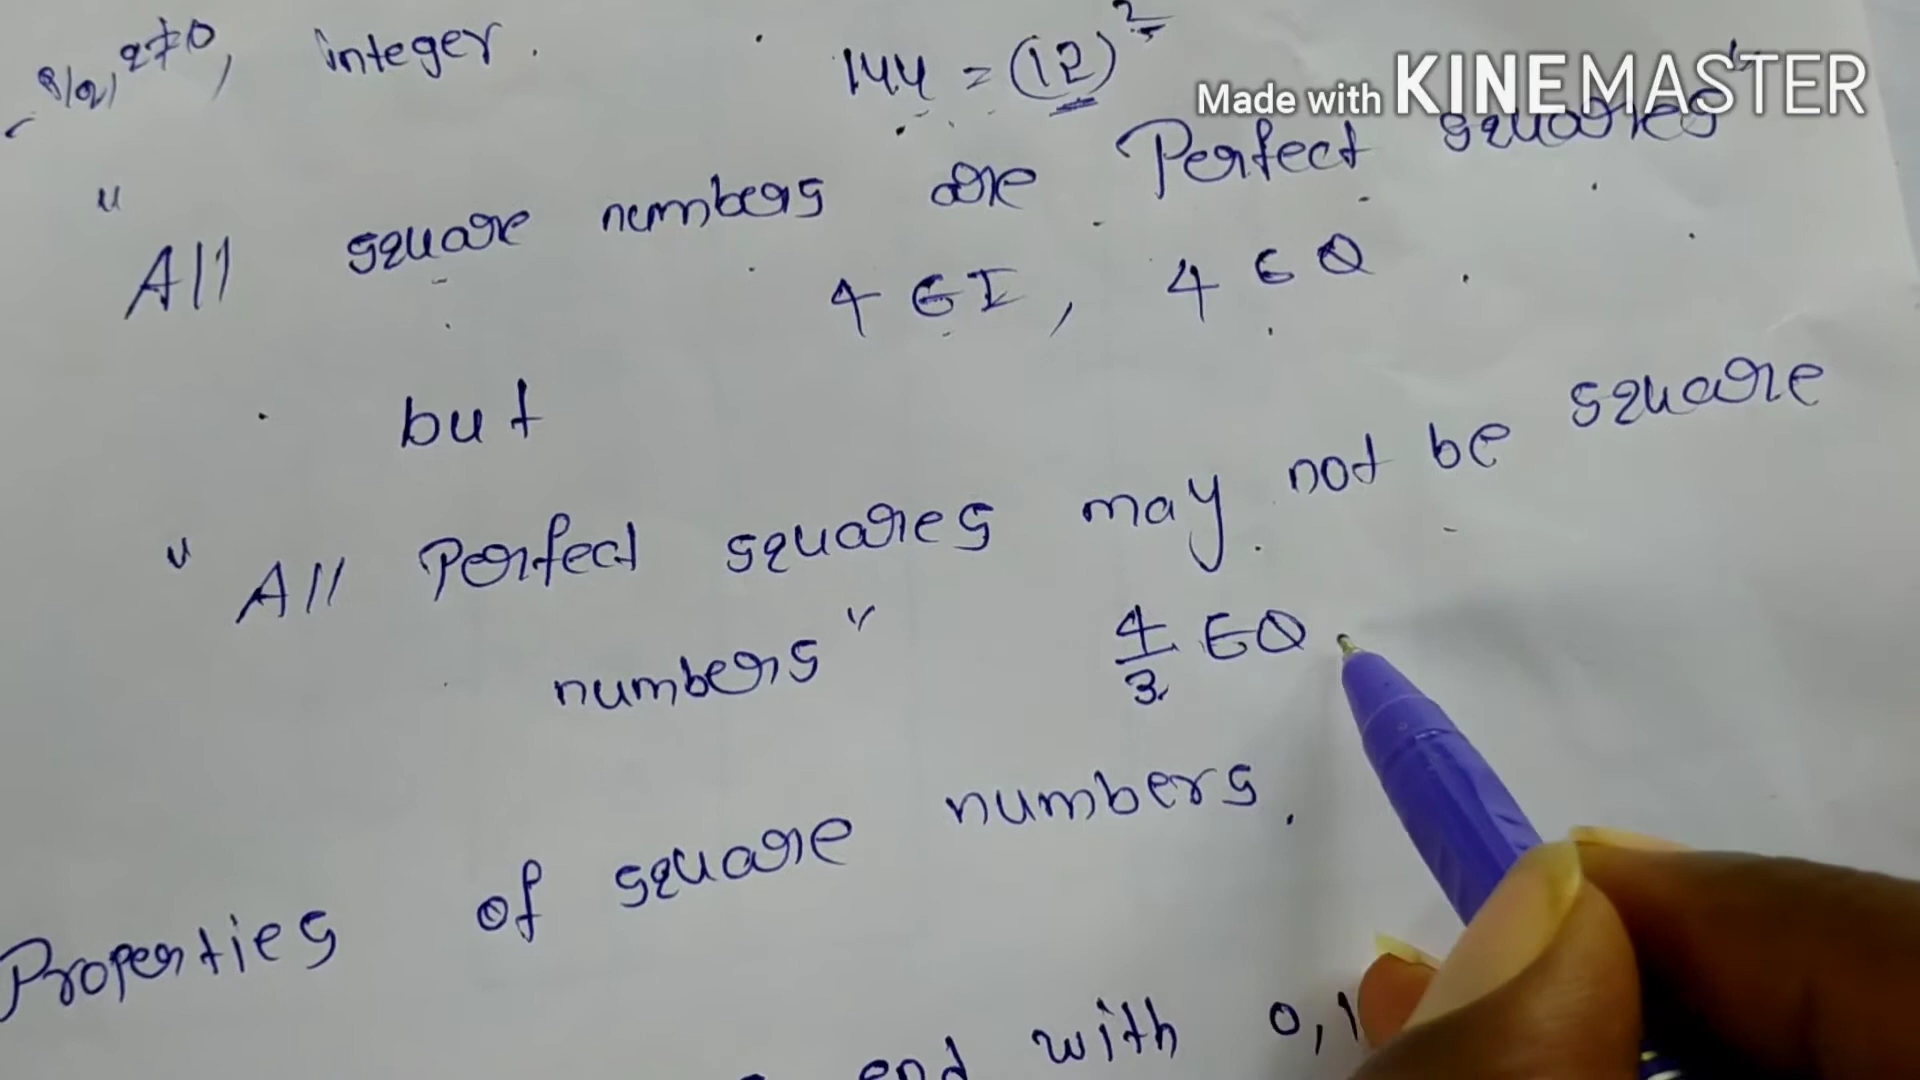 p/q, q≠0, integer. 144 = (12)²
Made with KINEMASTER
" All square numbers are Perfect squares "
4 ∈ I, 4 ∈ Q
but
" All Perfect squares may not be square
numbers " 4/3 ∈ Q
Properties of square numbers.
end with 0, 1